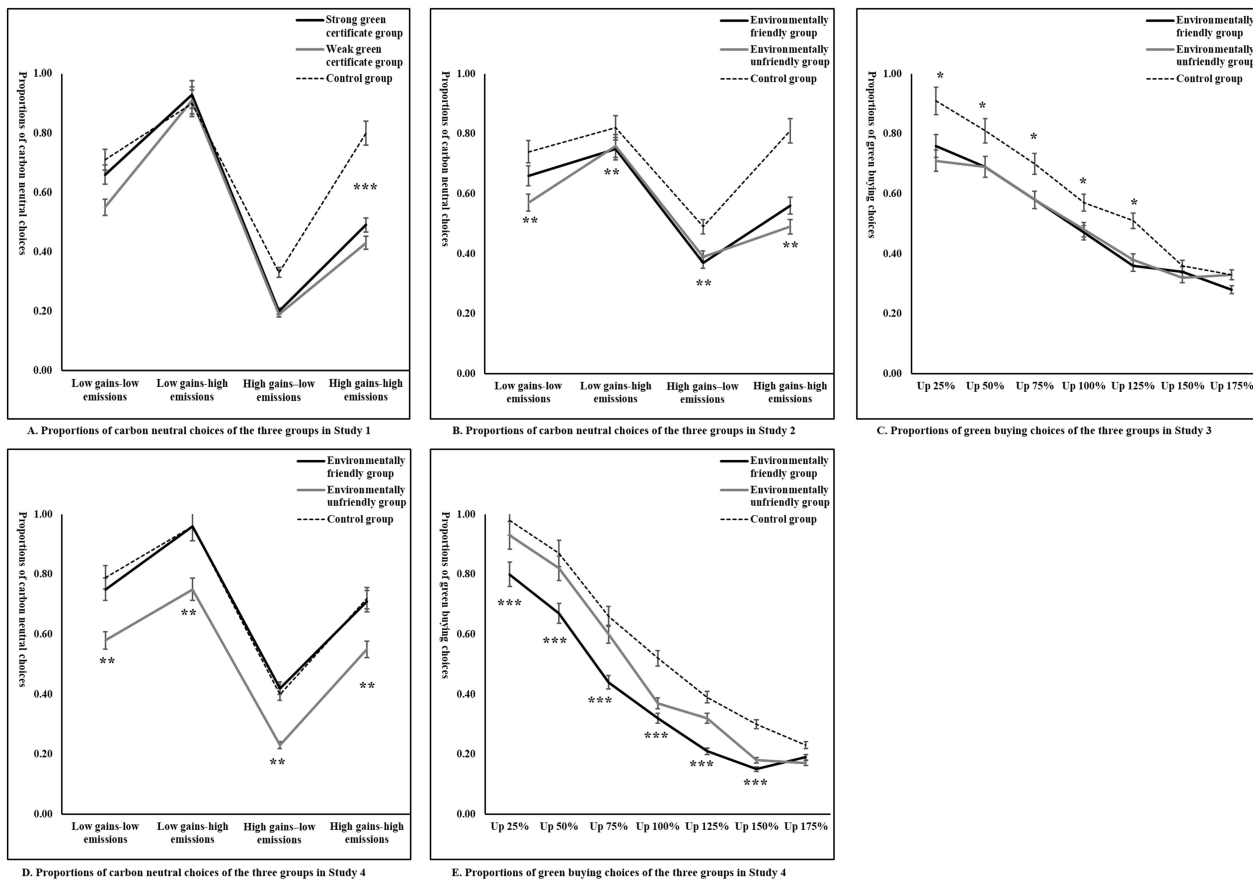 Strong green
certificate group
Weak green
certificate group
Control group
Proportions of carbon neutral choices
1.00
0.80
0.60
0.40
0.20
0.00
***
Low gains-low
emissions
Low gains-high
emissions
High gains–low
emissions
High gains-high
emissions
A. Proportions of carbon neutral choices of the three groups in Study 1
Environmentally
friendly group
Environmentally
unfriendly group
Control group
Proportions of carbon neutral choices
1.00
0.80
0.60
0.40
0.20
0.00
**
**
**
**
Low gains-low
emissions
Low gains-high
emissions
High gains–low
emissions
High gains-high
emissions
B. Proportions of carbon neutral choices of the three groups in Study 2
Environmentally
friendly group
Environmentally
unfriendly group
Control group
Proportions of green buying choices
1.00
0.80
0.60
0.40
0.20
0.00
*
*
*
*
*
Up 25% Up 50% Up 75% Up 100% Up 125% Up 150% Up 175%
C. Proportions of green buying choices of the three groups in Study 3
Environmentally
friendly group
Environmentally
unfriendly group
Control group
Proportions of carbon neutral choices
1.00
0.80
0.60
0.40
0.20
0.00
**
**
**
**
Low gains-low
emissions
Low gains-high
emissions
High gains–low
emissions
High gains-high
emissions
D. Proportions of carbon neutral choices of the three groups in Study 4
Environmentally
friendly group
Environmentally
unfriendly group
Control group
Proportions of green buying choices
1.00
0.80
0.60
0.40
0.20
0.00
***
***
***
***
***
***
Up 25% Up 50% Up 75% Up 100% Up 125% Up 150% Up 175%
E. Proportions of green buying choices of the three groups in Study 4